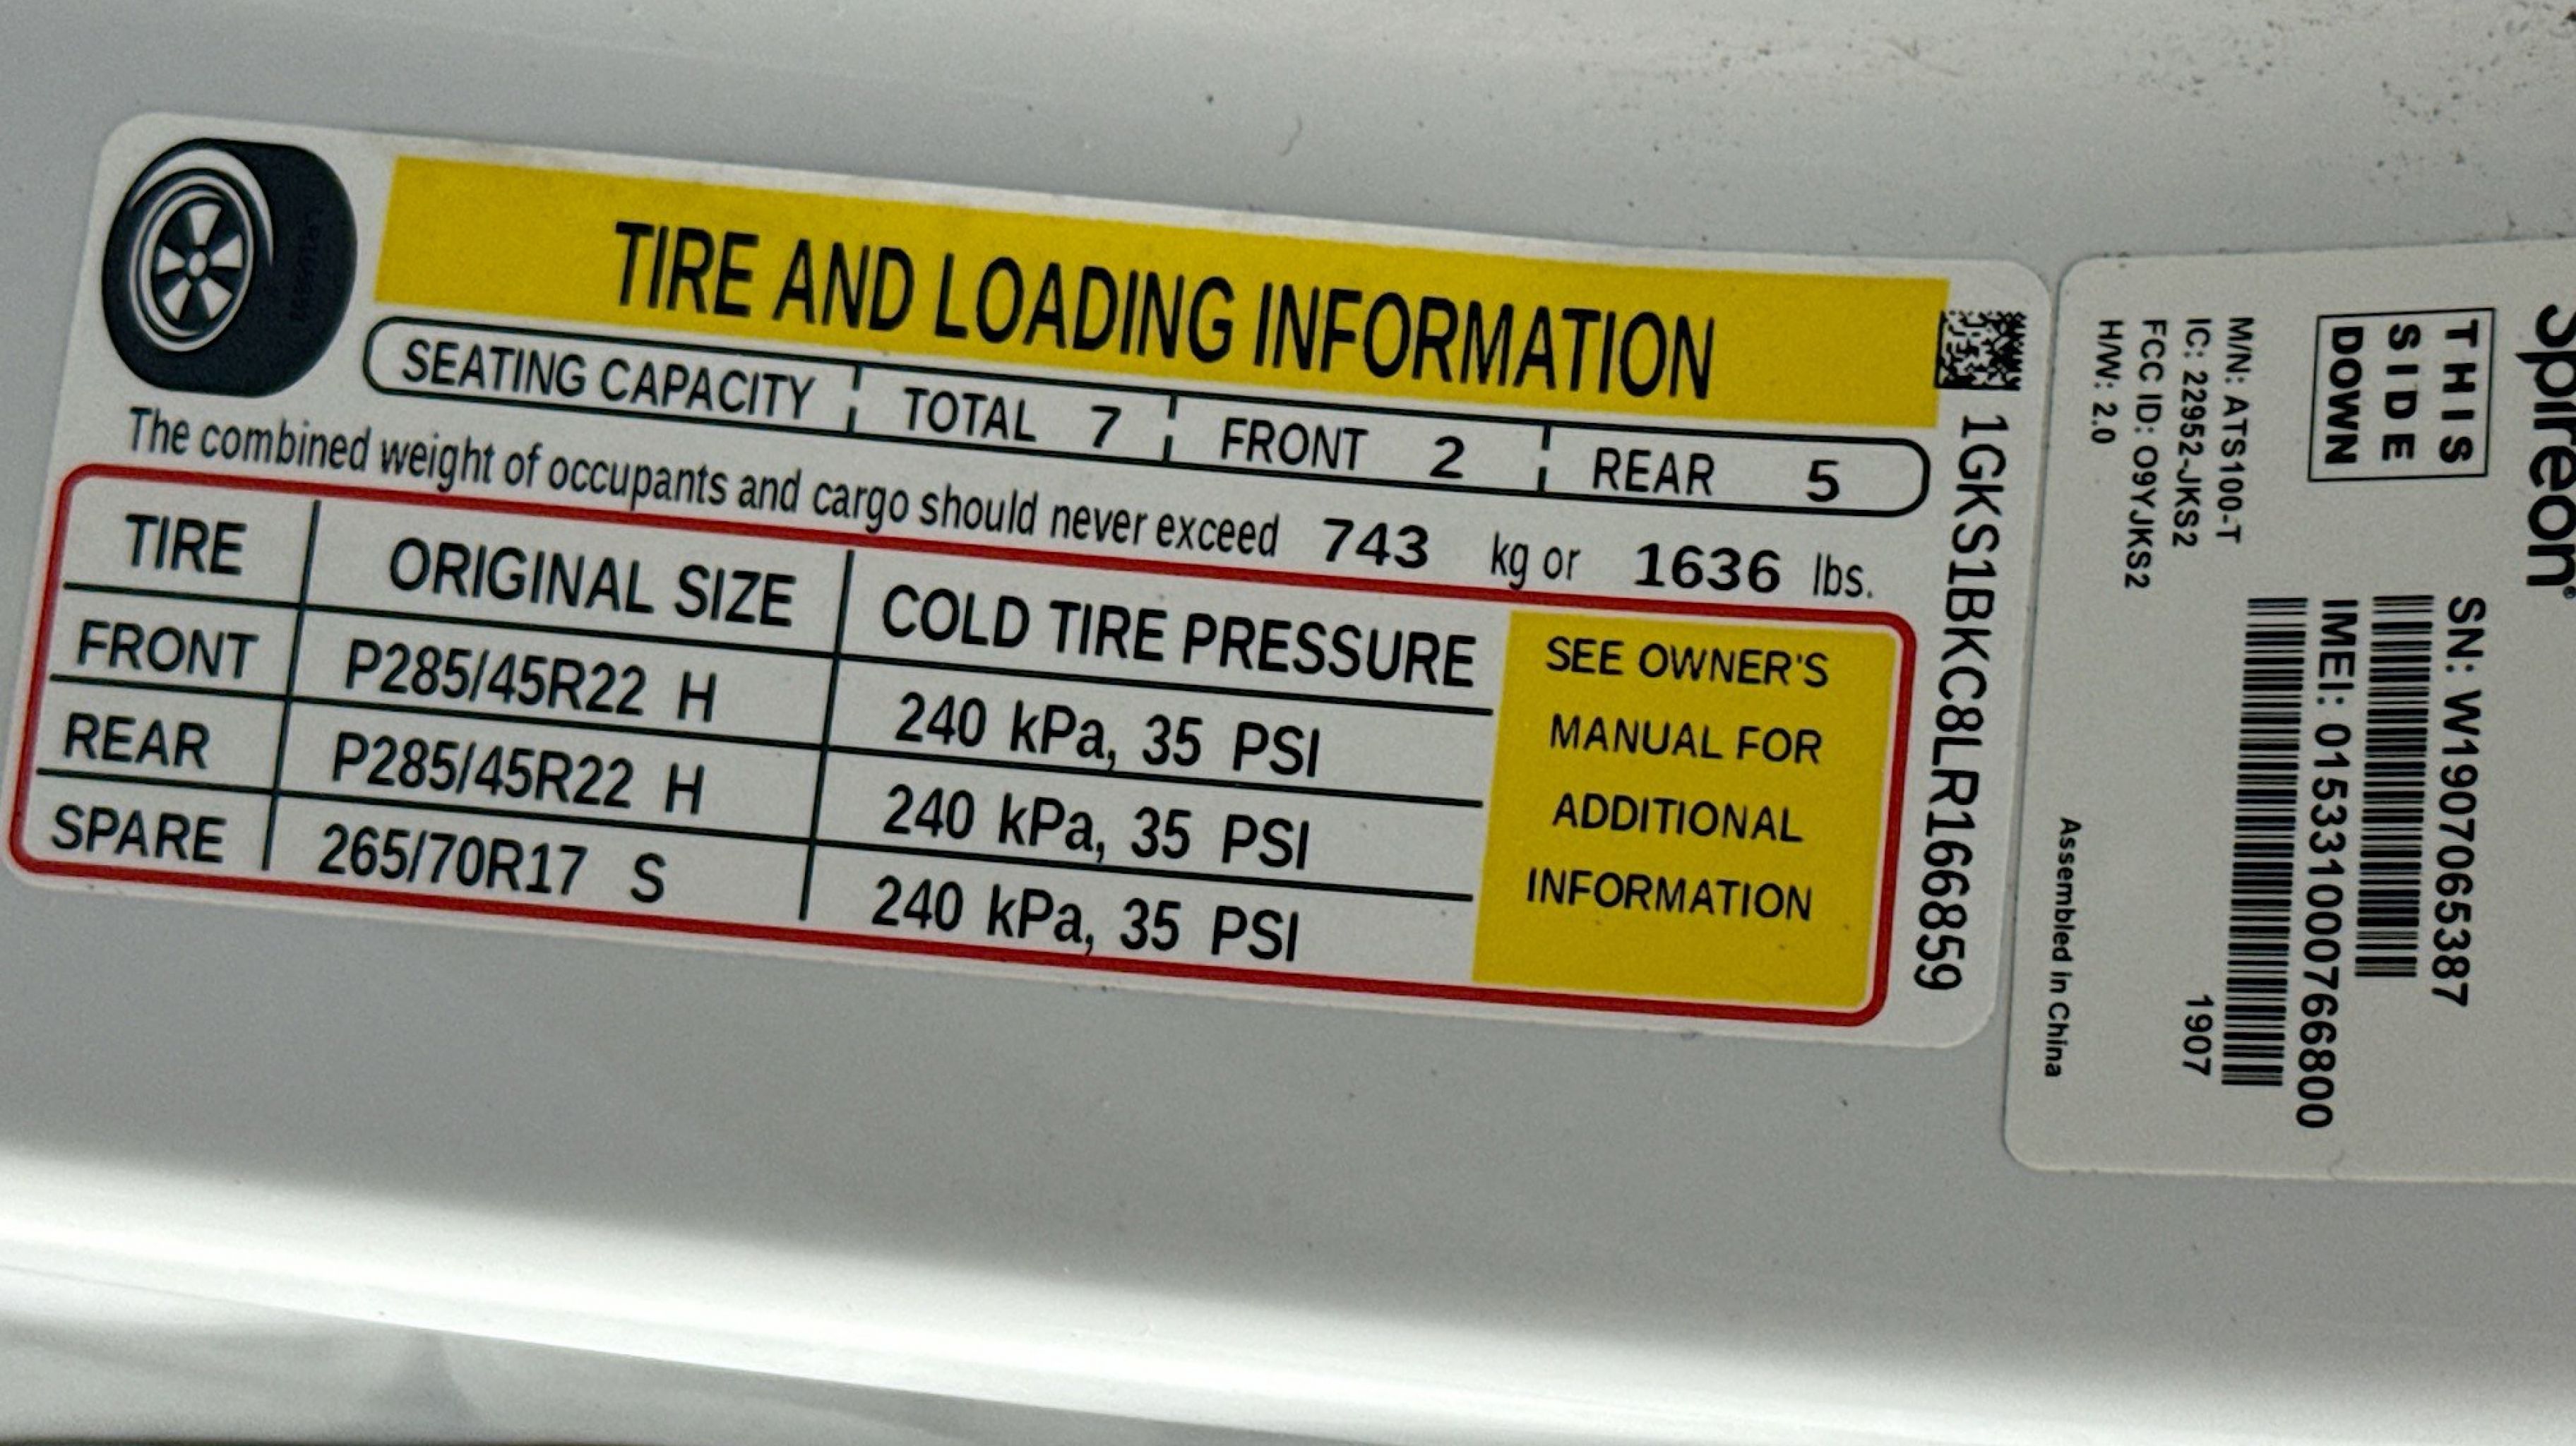 TIRE AND LOADING INFORMATION
SEATING CAPACITY TOTAL 7 FRONT 2 REAR 5
The combined weight of occupants and cargo should never exceed 743 kg or 1636 lbs.
TIRE ORIGINAL SIZE COLD TIRE PRESSURE
FRONT P285/45R22 H 240 kPa, 35 PSI
REAR P285/45R22 H 240 kPa, 35 PSI
SPARE 265/70R17 S 240 kPa, 35 PSI
SEE OWNER'S
MANUAL FOR
ADDITIONAL
INFORMATION
1GKS1BKC8LR166859
Spireon®
THIS
SIDE
DOWN
M/N: ATS100-T
IC: 22952-JKS2
FCC ID: O9YJKS2
H/W: 2.0
SN: W190707065387
IMEI: 015331000766800
1907
Assembled in China